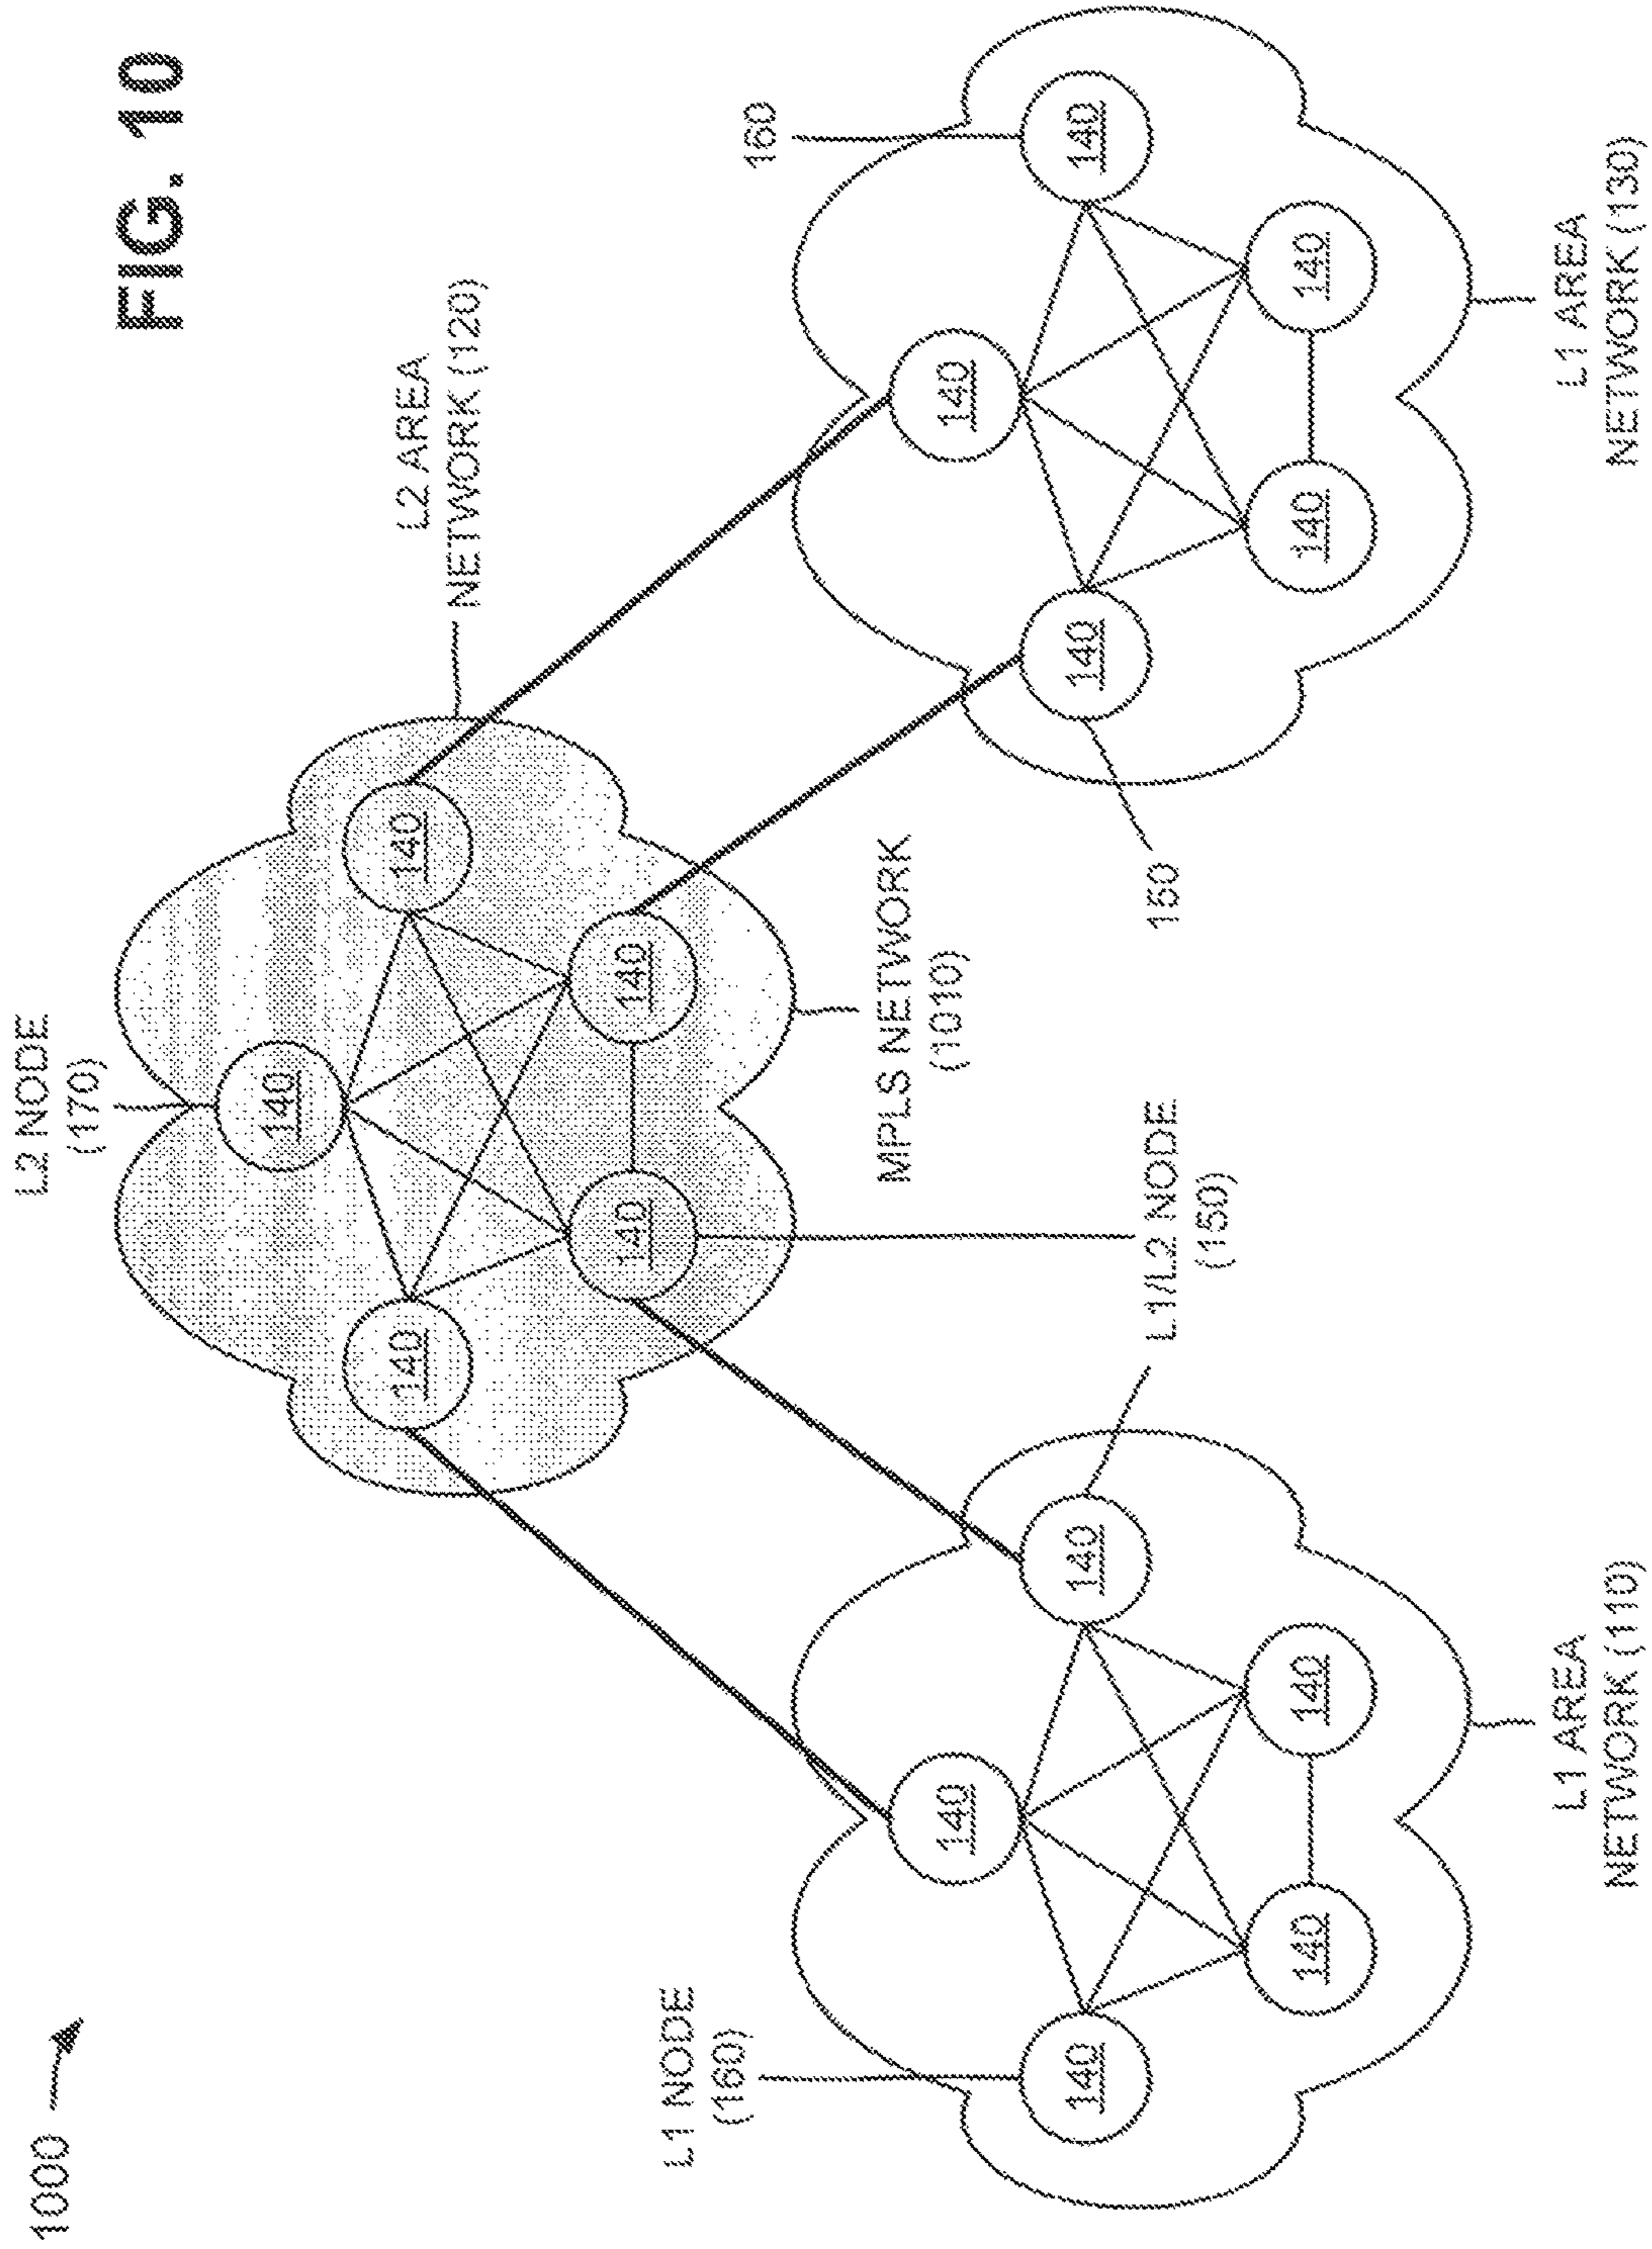 1000
FIG. 10
L2 NODE
(170)
L2 AREA
NETWORK (120)
140
140
140
140
140
MPLS NETWORK
(1010)
L1 NODE
(160)
160
L1/L2 NODE
(150)
150
140
140
140
140
140
140
140
140
140
140
L1 AREA
NETWORK (110)
L1 AREA
NETWORK (130)